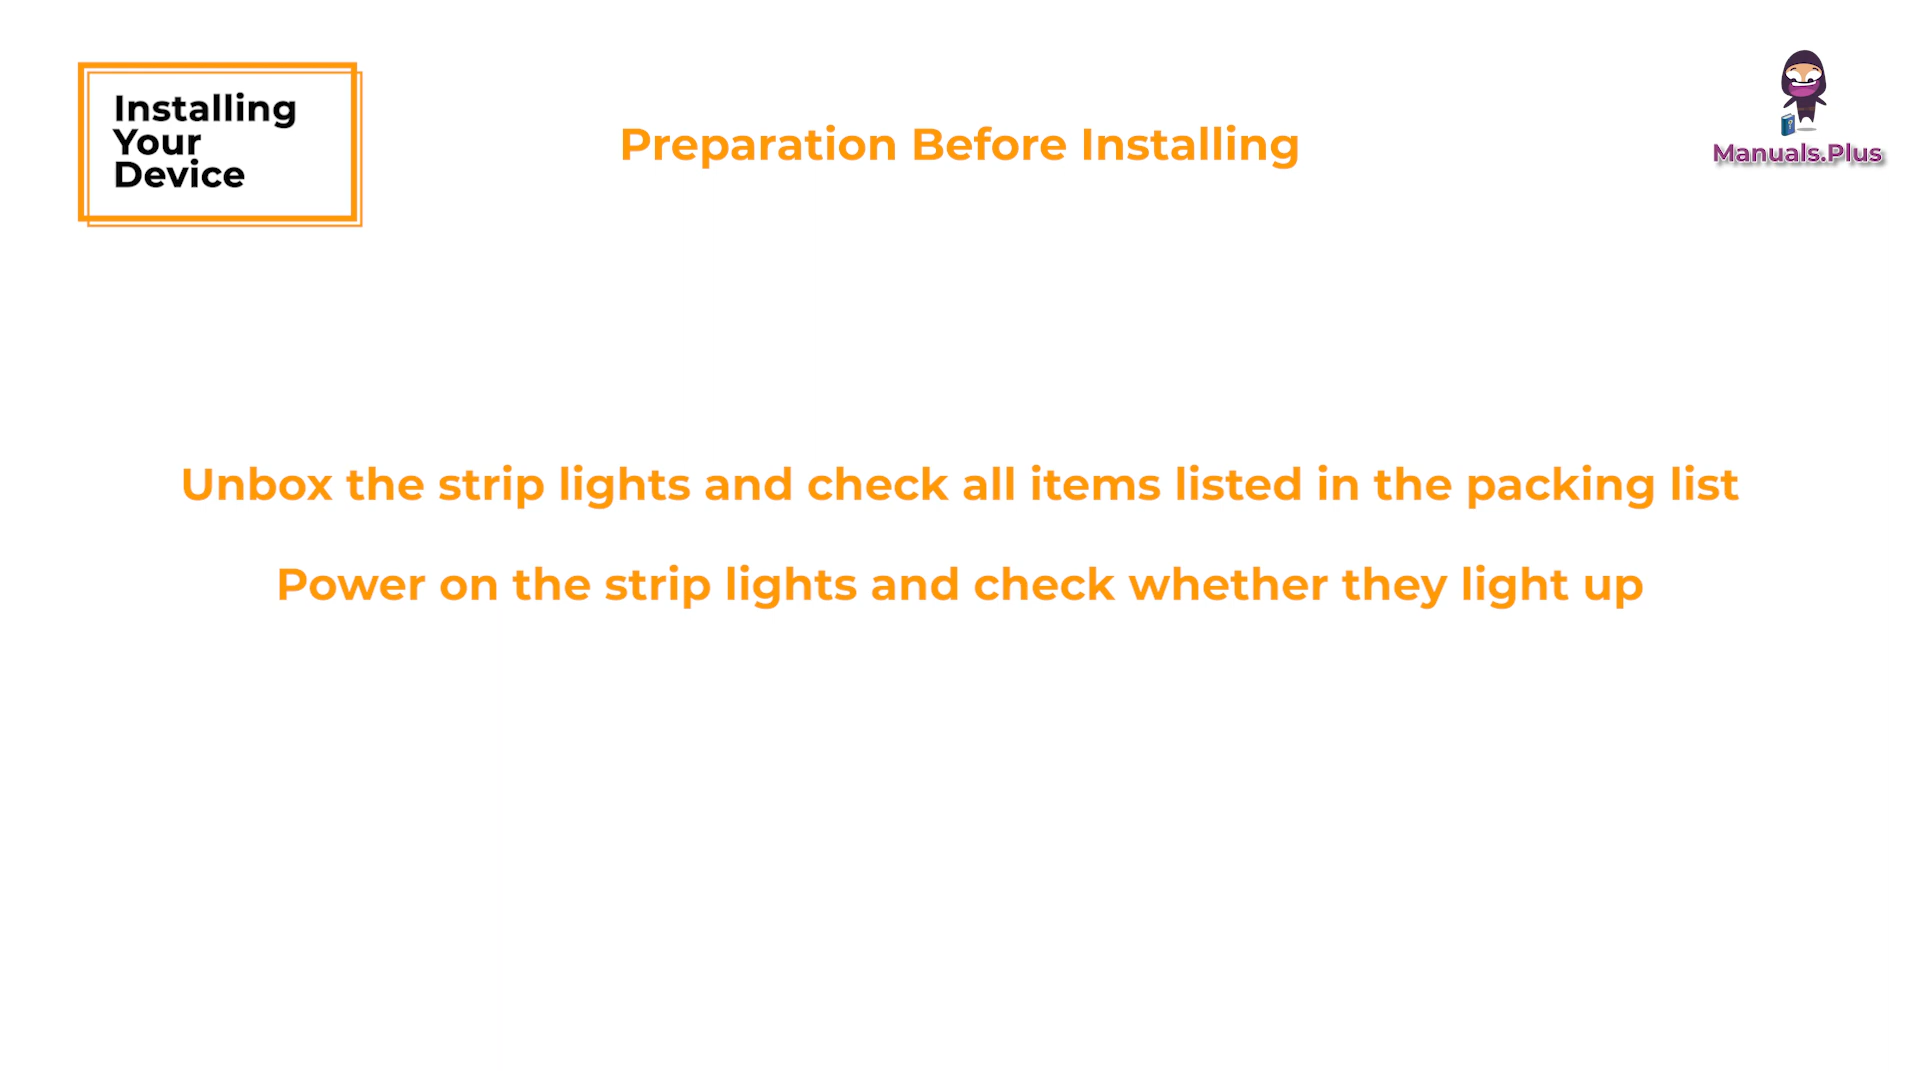 Installing
Your
Device
Preparation Before Installing
Manuals.Plus
Unbox the strip lights and check all items listed in the packing list
Power on the strip lights and check whether they light up